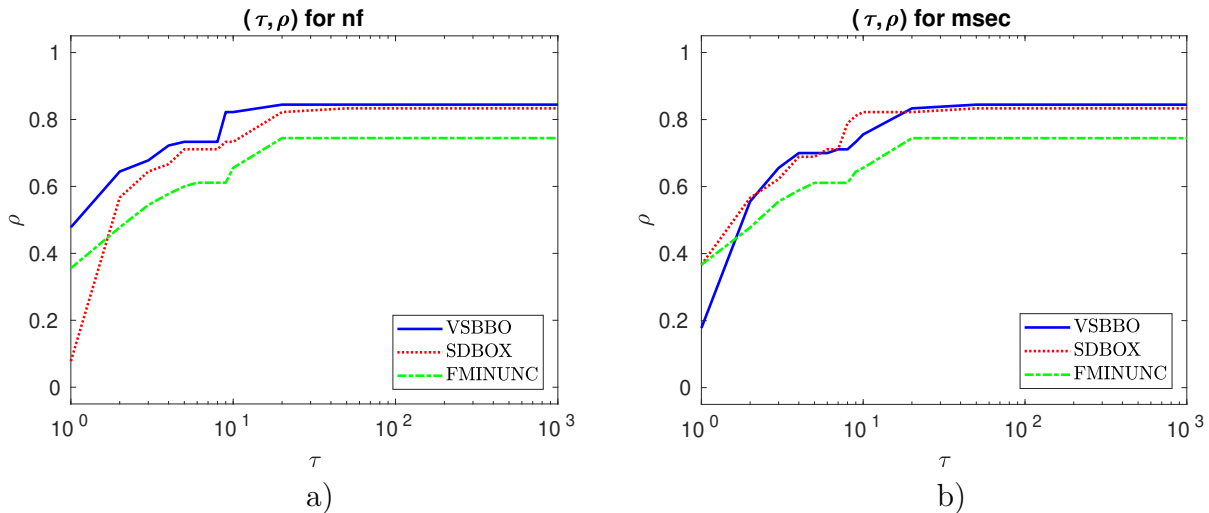 (τ, ρ) for nf
1
0.8
0.6
0.4
0.2
0
ρ
10^0
10^1
10^2
10^3
τ
VSBBO
SDBOX
FMINUNC
a)
(τ, ρ) for msec
1
0.8
0.6
0.4
0.2
0
ρ
10^0
10^1
10^2
10^3
τ
VSBBO
SDBOX
FMINUNC
b)